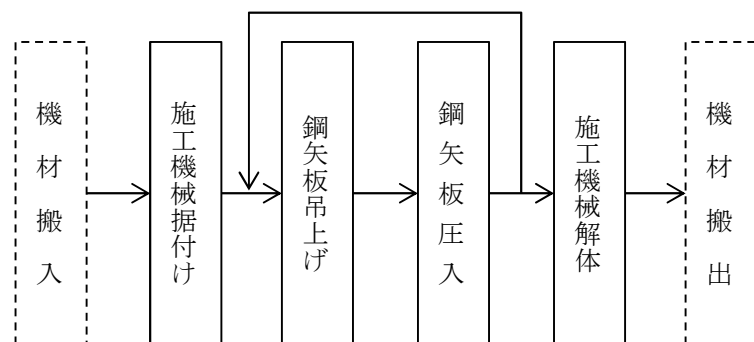 機材搬入
施工機械据付け
鋼矢板吊上げ
鋼矢板圧入
施工機械解体
機材搬出